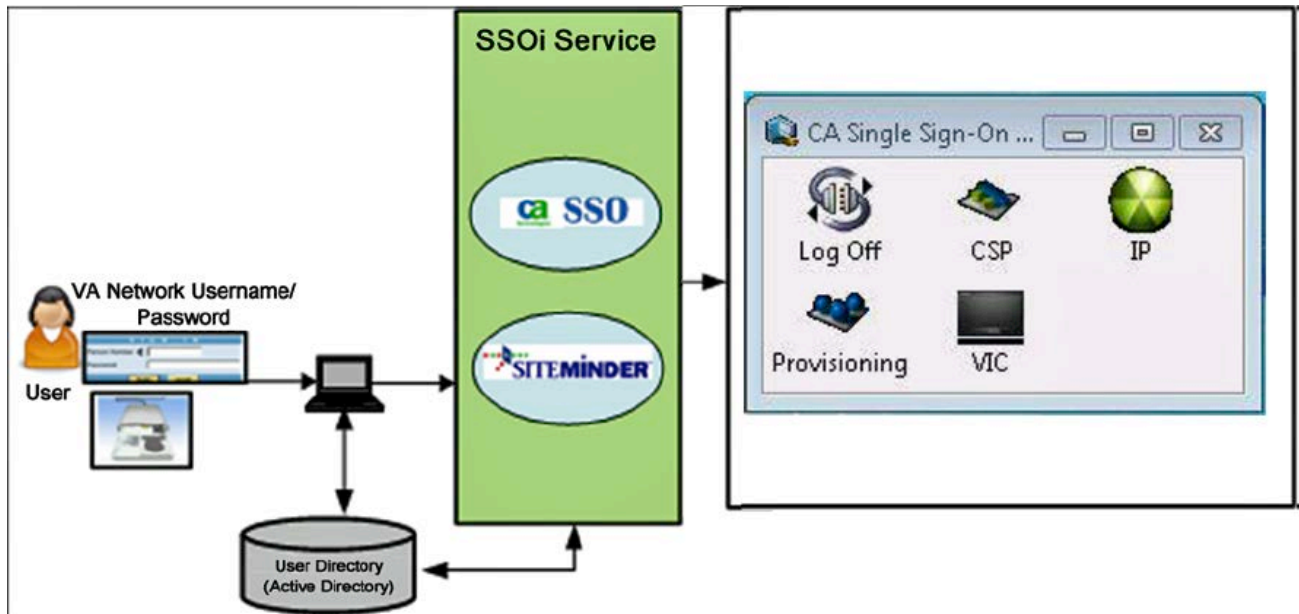 SSOi Service
ca
SSO
SITEMINDER
VA Network Username/
Password
User
User Directory
(Active Directory)
CA Single Sign-On ...
Log Off
CSP
IP
Provisioning
VIC